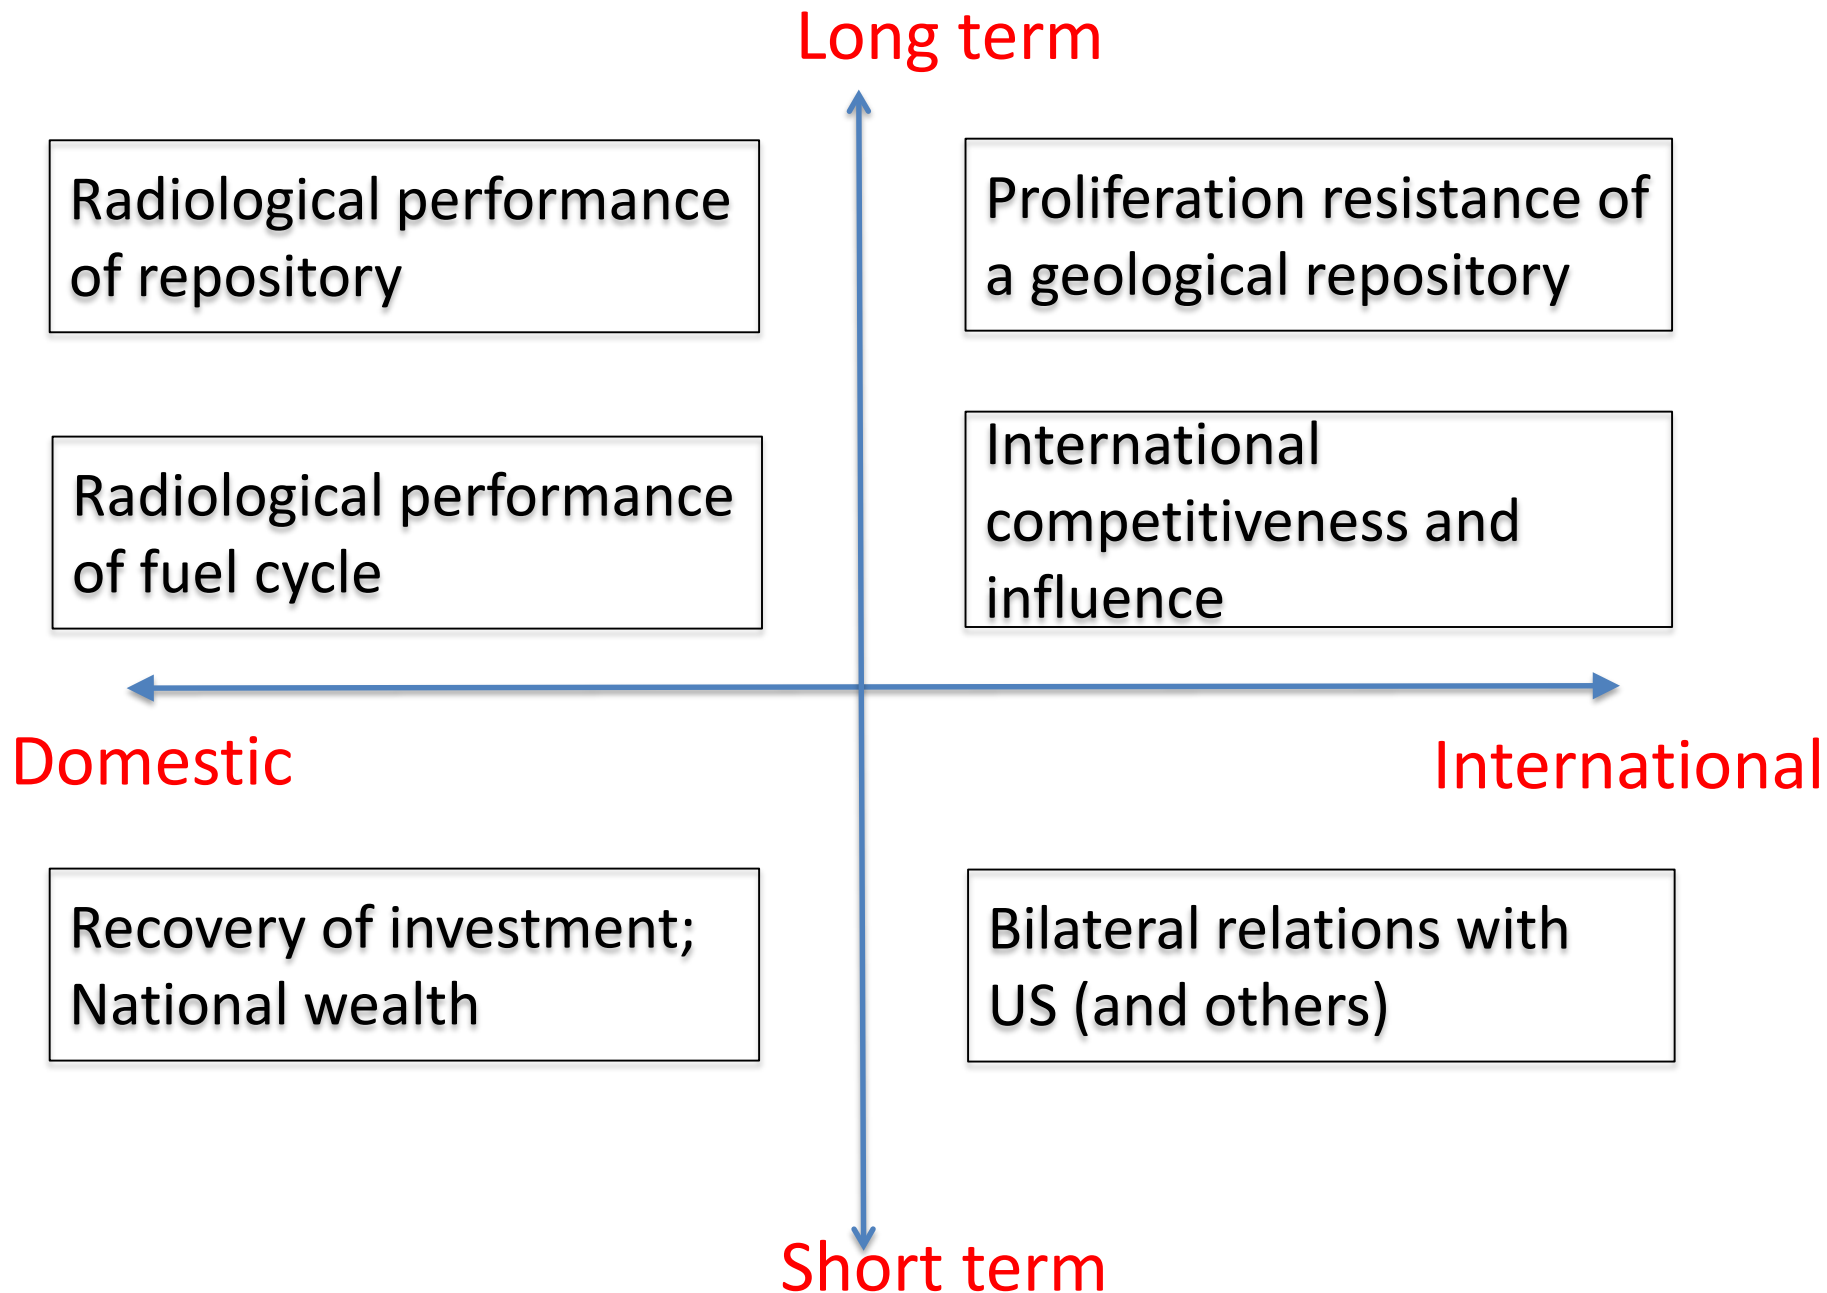 Long term
Radiological performance
of repository
Proliferation resistance of
a geological repository
Radiological performance
of fuel cycle
International
competitiveness and
influence
Domestic
International
Recovery of investment;
National wealth
Bilateral relations with
US (and others)
Short term